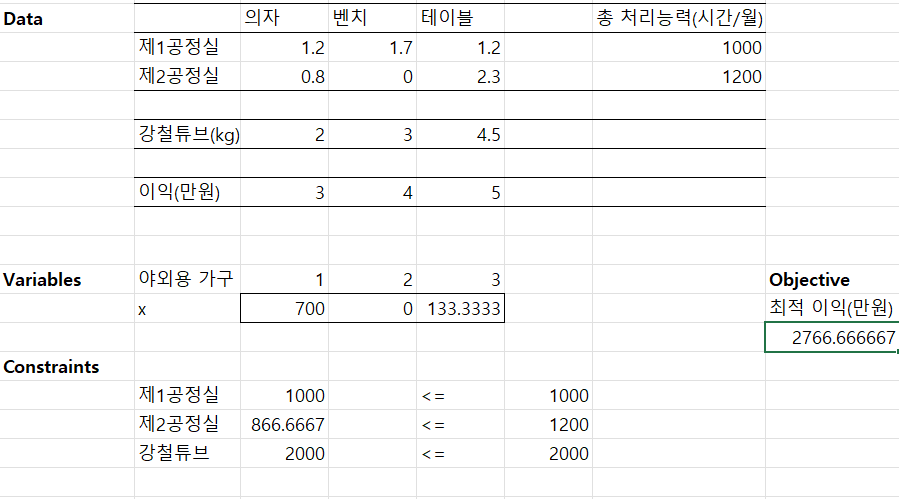 Data 의자 벤치 테이블 총 처리능력(시간/월)
제1공정실 1.2 1.7 1.2 1000
제2공정실 0.8 0 2.3 1200
강철튜브(kg) 2 3 4.5
이익(만원) 3 4 5
Variables 야외용 가구 1 2 3 Objective
x 700 0 133.3333 최적 이익(만원)
2766.666667
Constraints
제1공정실 1000 <= 1000
제2공정실 866.6667 <= 1200
강철튜브 2000 <= 2000